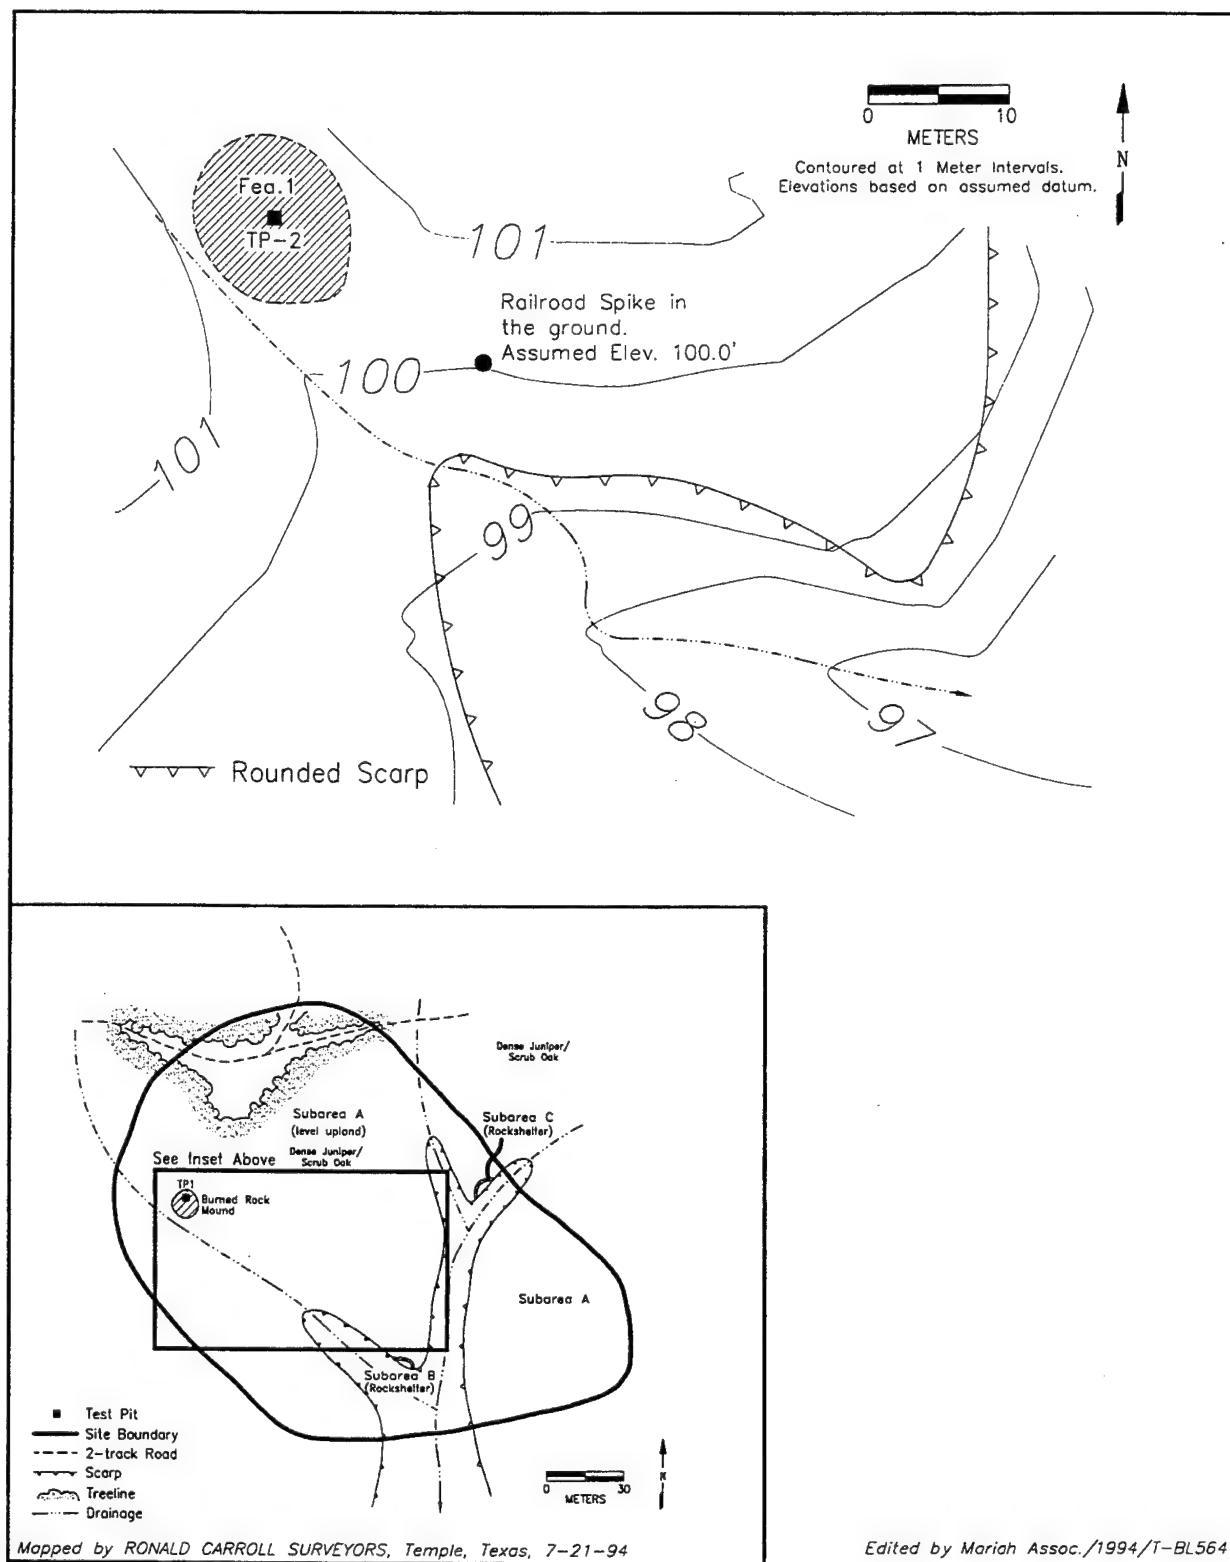 0 10
METERS
Contoured at 1 Meter Intervals.
Elevations based on assumed datum.
N
Fea.1
TP-2
101
Railroad Spike in
the ground.
Assumed Elev. 100.0'
100
101
99
98
97
Rounded Scarp
Dense Juniper/
Scrub Oak
Subarea A
(level upland)
Subarea C
(Rockshelter)
See Inset Above
Dense Juniper/
Scrub Oak
TP1
Burned Rock
Mound
Subarea A
Subarea B
(Rockshelter)
Test Pit
Site Boundary
2-track Road
Scarp
Treeline
Drainage
N
0 30
METERS
Mapped by RONALD CARROLL SURVEYORS, Temple, Texas, 7-21-94
Edited by Mariah Assoc./1994/T-BL564